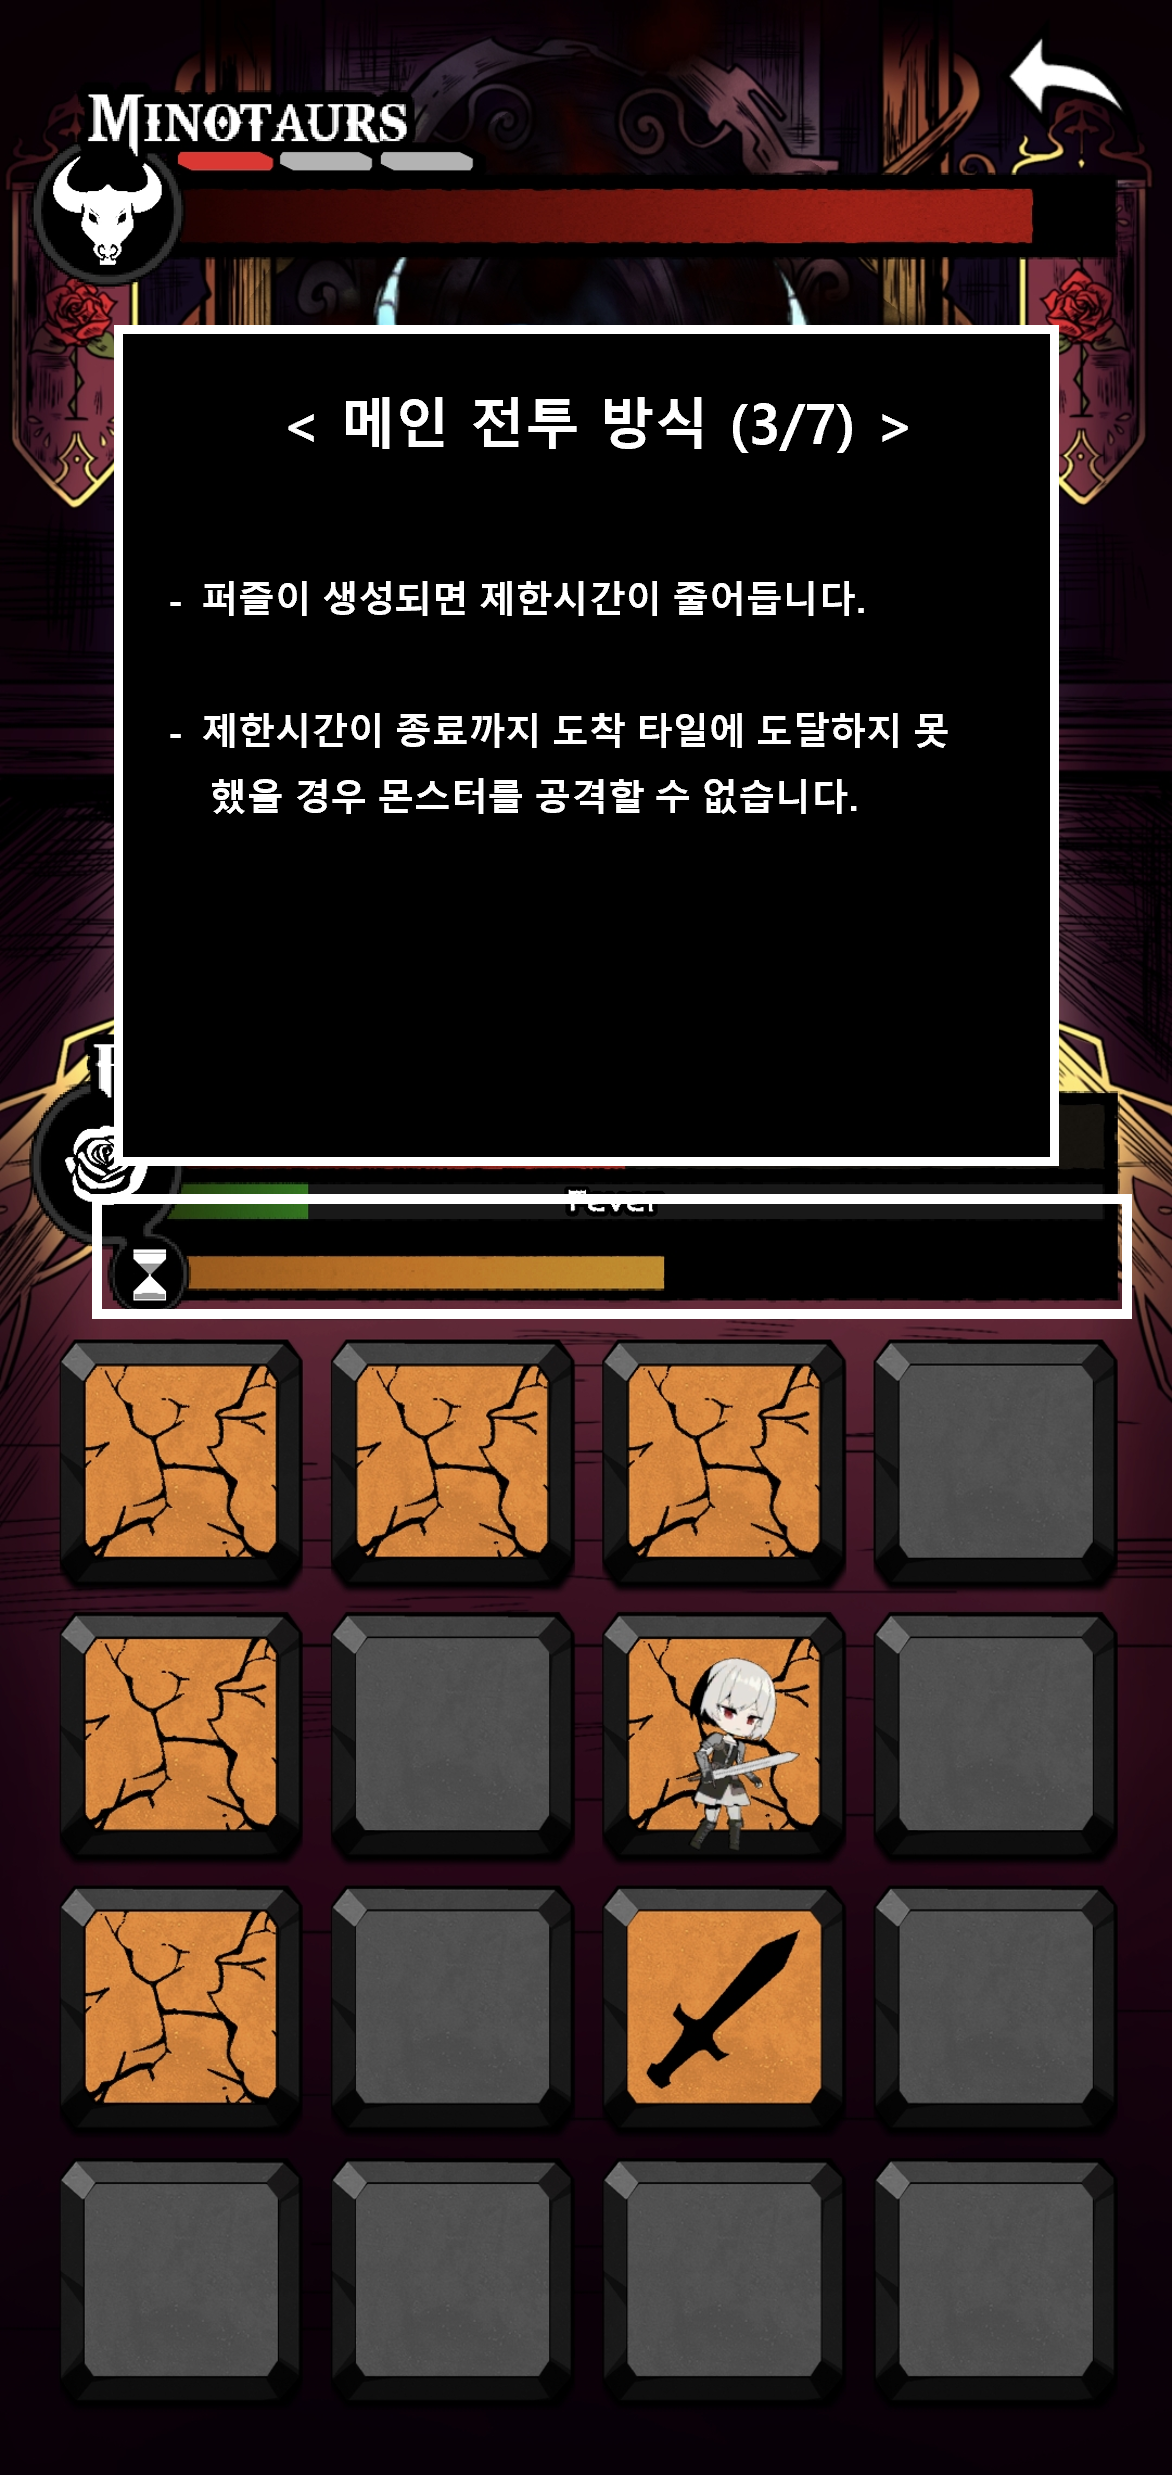 MINOTAURS
< 메인 전투 방식 (3/7) >
- 퍼즐이 생성되면 제한시간이 줄어듭니다.
- 제한시간이 종료까지 도착 타일에 도달하지 못
했을 경우 몬스터를 공격할 수 없습니다.
Fever